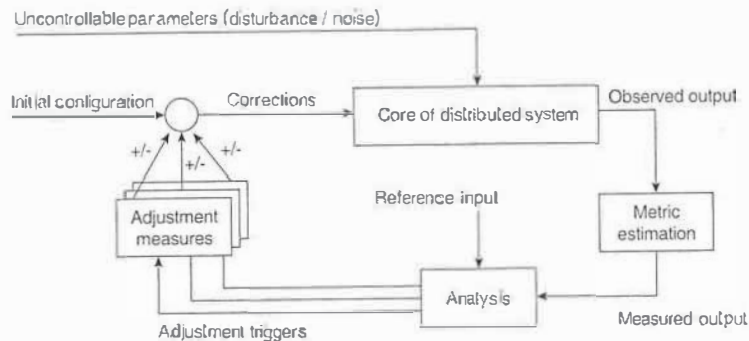 Uncontrollable parameters (disturbance / noise)
Initial configuration
Corrections
Core of distributed system
Observed output
+/-
+/-
+/-
Reference input
Adjustment
measures
Metric
estimation
Analysis
Adjustment triggers
Measured output